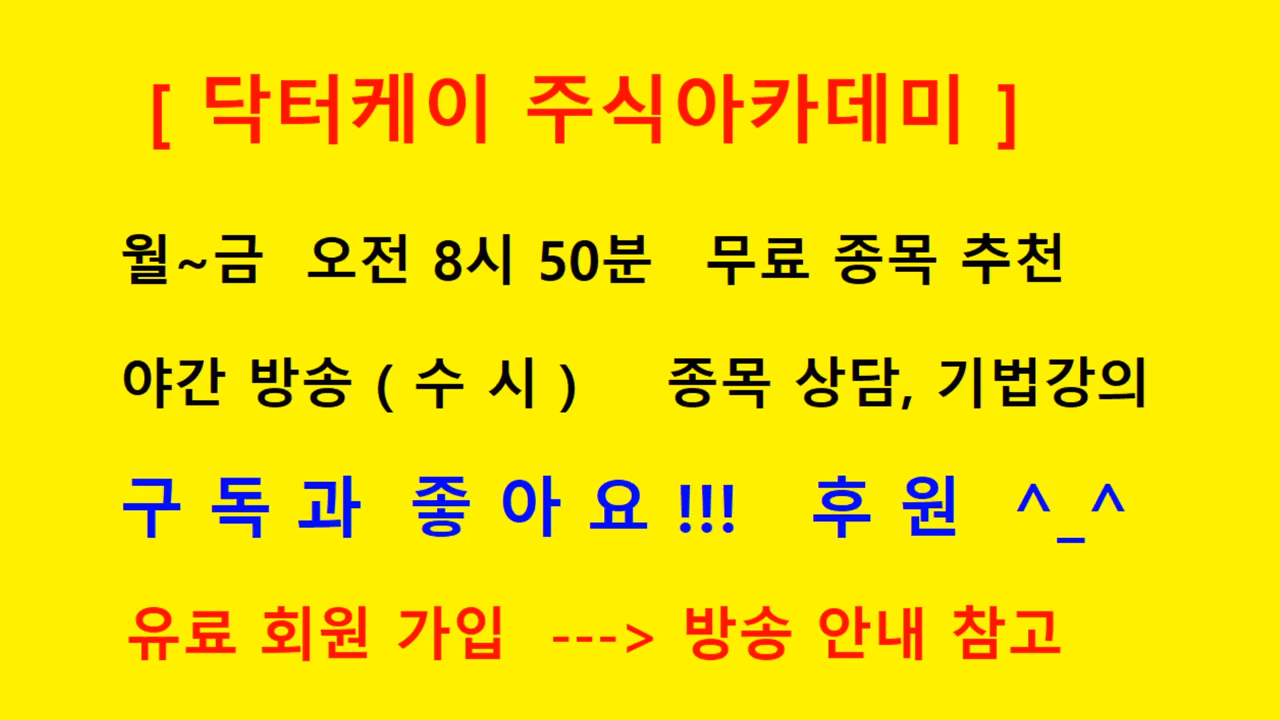 [ 닥터케이 주식아카데미 ]
월~금 오전 8시 50분 무료 종목 추천
야간 방송 ( 수 시 ) 종목 상담, 기법강의
구 독 과 좋 아 요 !!! 후 원 ^_^
유료 회원 가입 ---> 방송 안내 참고